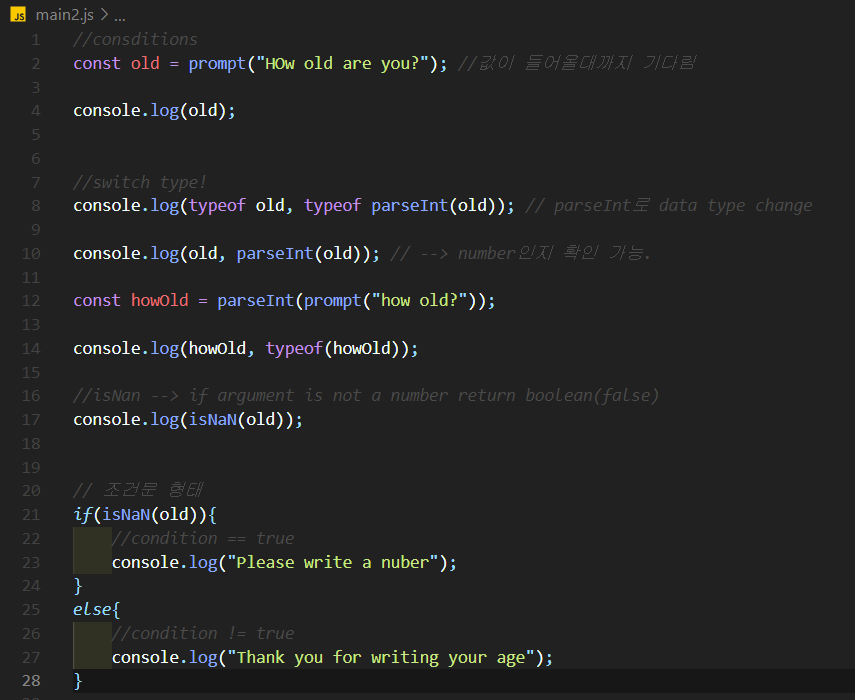 JS main2.js > ...
1 //consditions
2 const old = prompt("HOw old are you?"); //값이 들어올대까지 기다림
3
4 console.log(old);
5
6
7 //switch type!
8 console.log(typeof old, typeof parseInt(old)); // parseInt로 data type change
9
10 console.log(old, parseInt(old)); // --> number인지 확인 가능.
11
12 const howOld = parseInt(prompt("how old?"));
13
14 console.log(howOld, typeof(howOld));
15
16 //isNan --> if argument is not a number return boolean(false)
17 console.log(isNaN(old));
18
19
20 // 조건문 형태
21 if(isNaN(old)){
22 //condition == true
23 console.log("Please write a nuber");
24 }
25 else{
26 //condition != true
27 console.log("Thank you for writing your age");
28 }